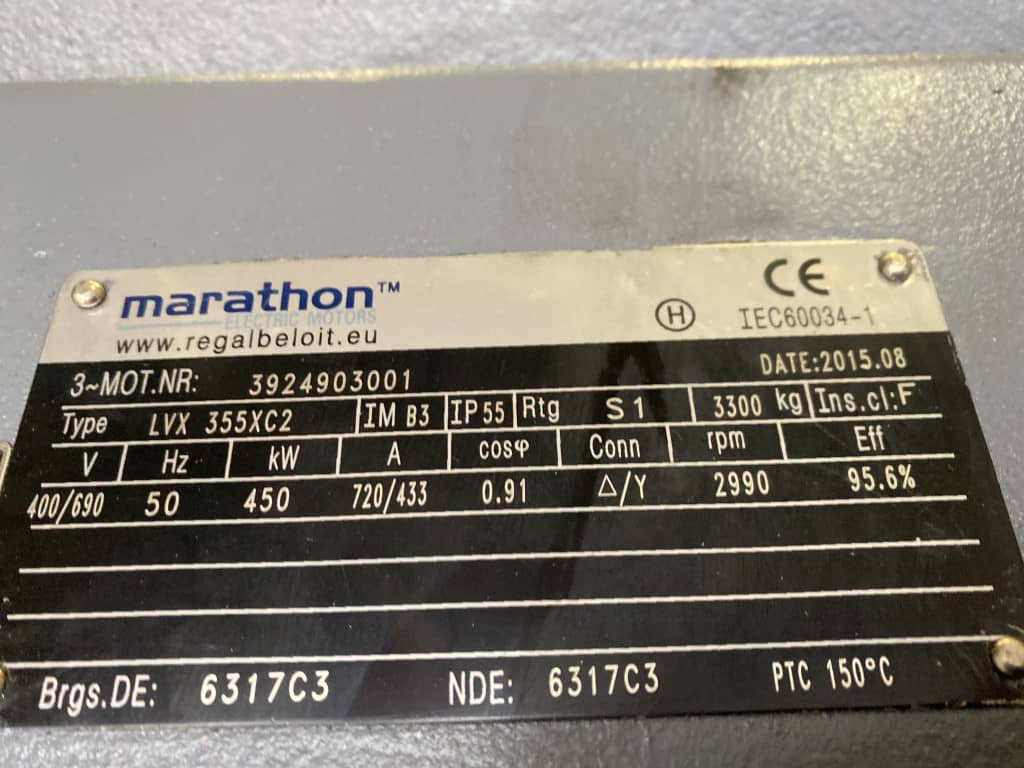 marathon™
ELECTRIC MOTORS
www.regalbeloit.eu
CE
H IEC60034-1
3~MOT.NR: 3924903001 DATE:2015.08
Type LVX 355XC2 IM B3 IP 55 Rtg S1 3300 kg Ins.cl:F
V Hz kW A cosφ Conn rpm Eff
400/690 50 450 720/433 0.91 △/Y 2990 95.6%
Brgs.DE: 6317C3 NDE: 6317C3 PTC 150°C